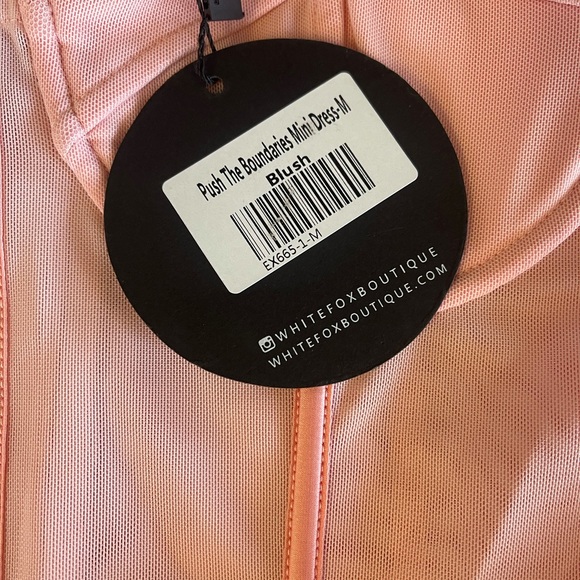 Push The Boundaries Mini Dress-M
Blush
EX665-1-M
WHITEFOXBOUTIQUE
WHITEFOXBOUTIQUE.COM